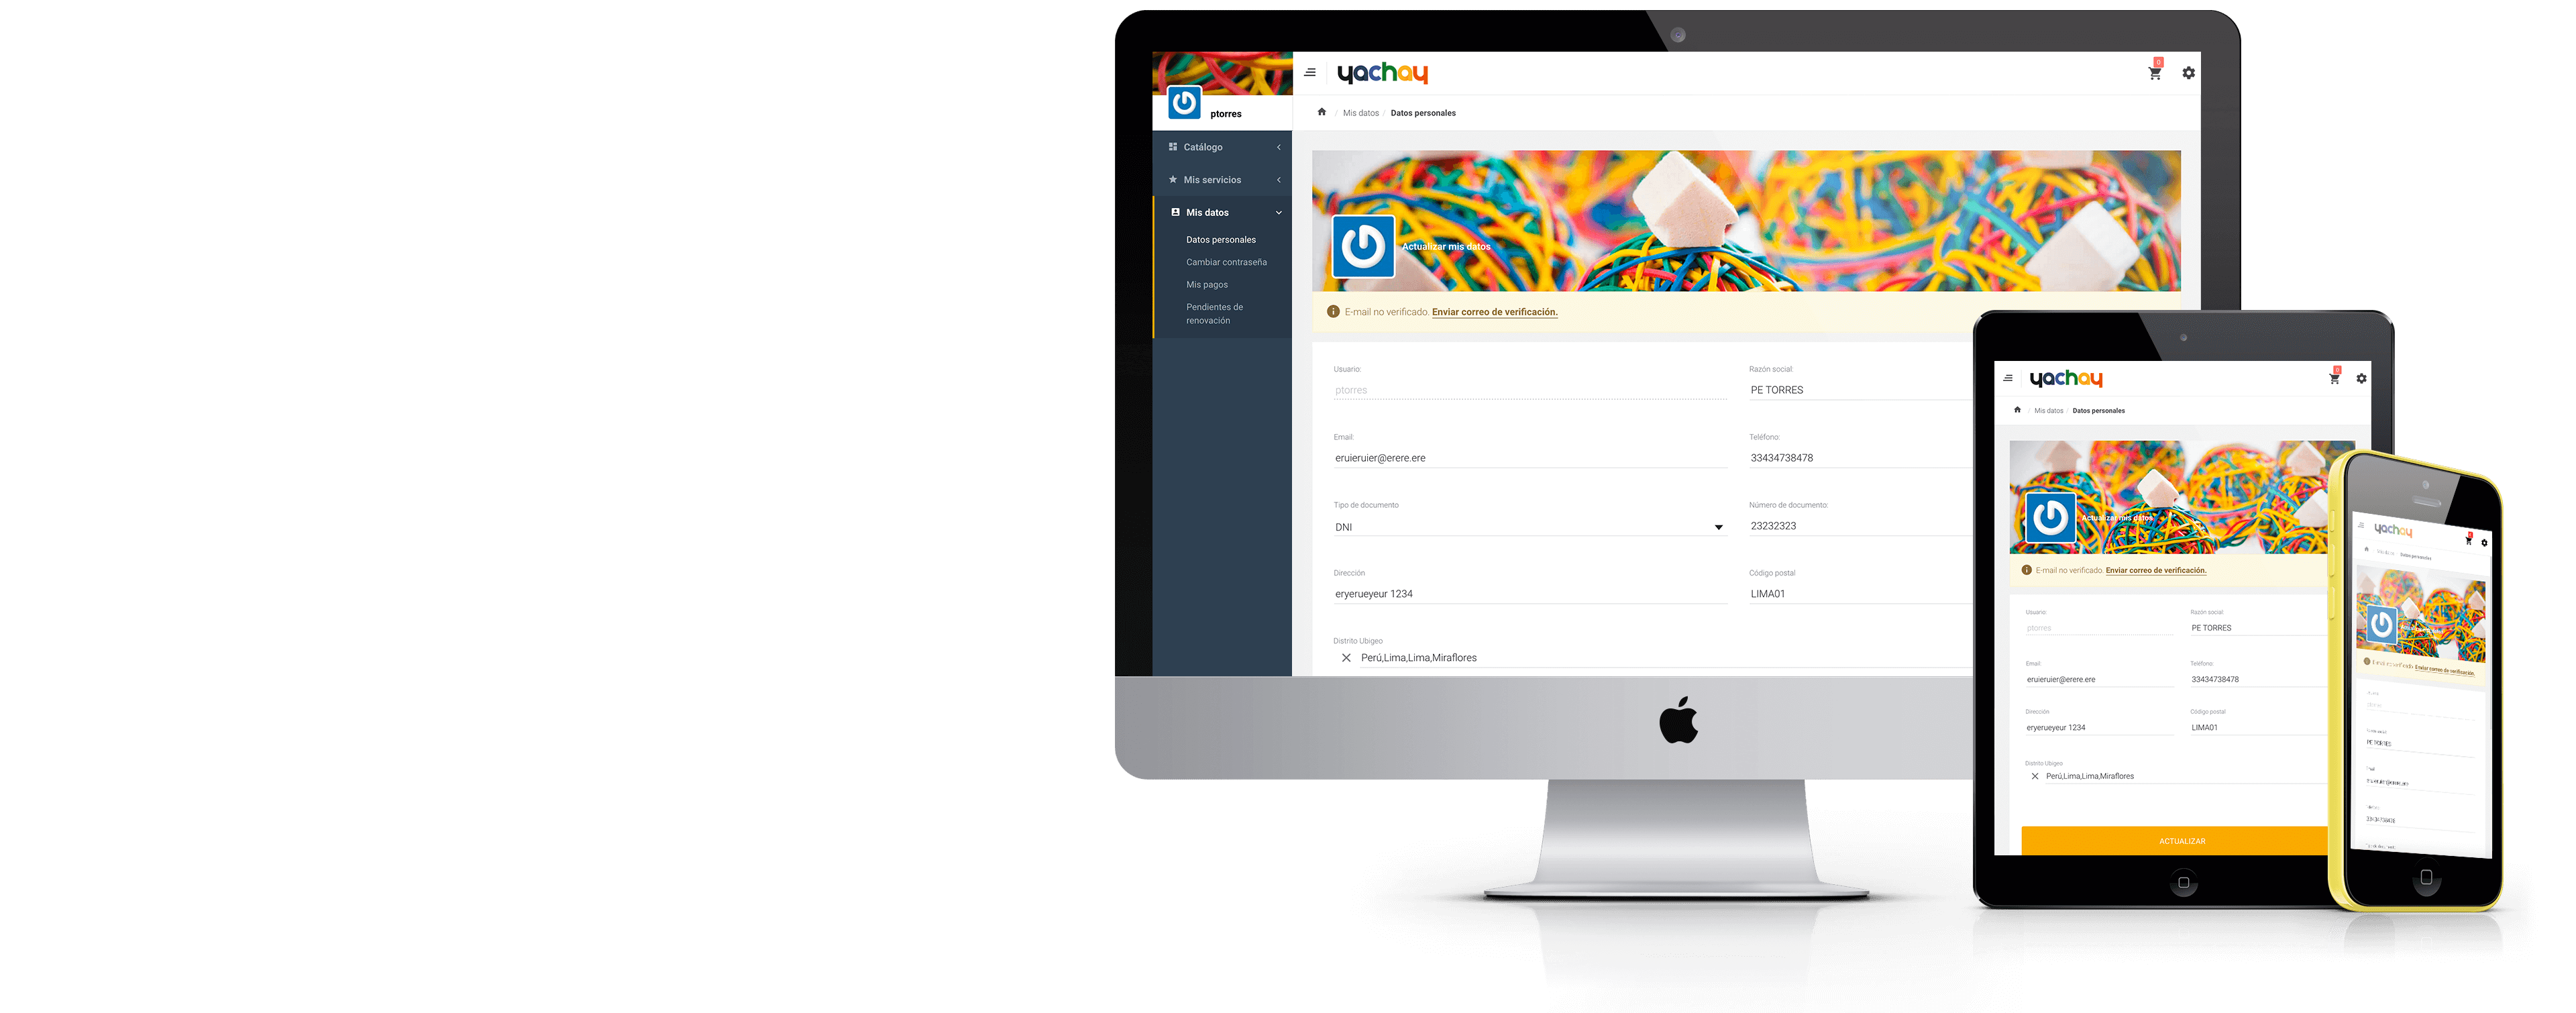 yachay
0
ptorres
Mis datos / Datos personales
Catálogo
Mis servicios
Mis datos
Datos personales
Cambiar contraseña
Mis pagos
Pendientes de
renovación
Actualizar mis datos
E-mail no verificado. Enviar correo de verificación.
Usuario:
ptorres
Razón social:
PE TORRES
Email:
eruieruier@erere.ere
Teléfono:
33434738478
Tipo de documento
DNI
Número de documento:
23232323
Dirección
eryerueyeur 1234
Código postal
LIMA01
Distrito Ubigeo
Perú,Lima,Lima,Miraflores
yachay
0
Mis datos / Datos personales
Actualizar mis datos
E-mail no verificado. Enviar correo de verificación.
Usuario:
ptorres
Razón social:
PE TORRES
Email:
eruieruier@erere.ere
Teléfono:
33434738478
Dirección
eryerueyeur 1234
Código postal
LIMA01
Distrito Ubigeo
Perú,Lima,Lima,Miraflores
ACTUALIZAR
yachay
Datos personales
Enviar correo de verificación.
PE TORRES
33434738478